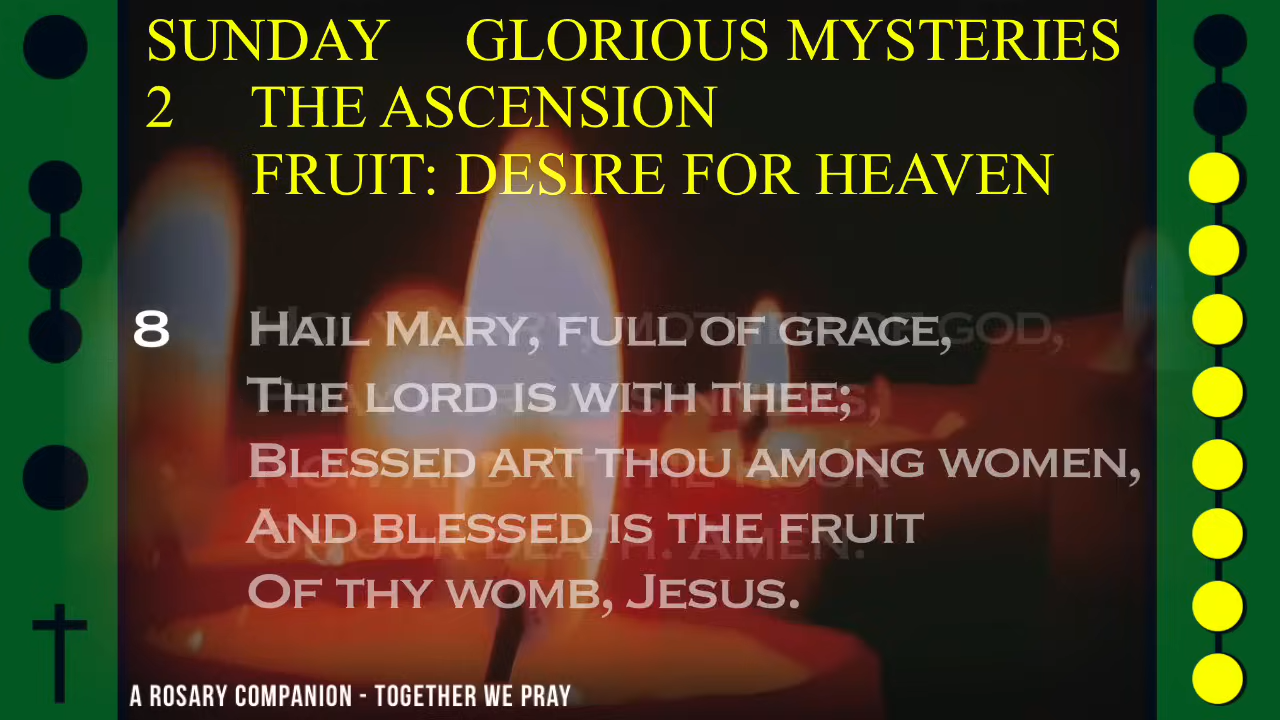 SUNDAY GLORIOUS MYSTERIES
2 THE ASCENSION
FRUIT: DESIRE FOR HEAVEN
8 HAIL MARY, FULL OF GRACE,
THE LORD IS WITH THEE;
BLESSED ART THOU AMONG WOMEN,
AND BLESSED IS THE FRUIT
OF THY WOMB, JESUS.
A ROSARY COMPANION - TOGETHER WE PRAY